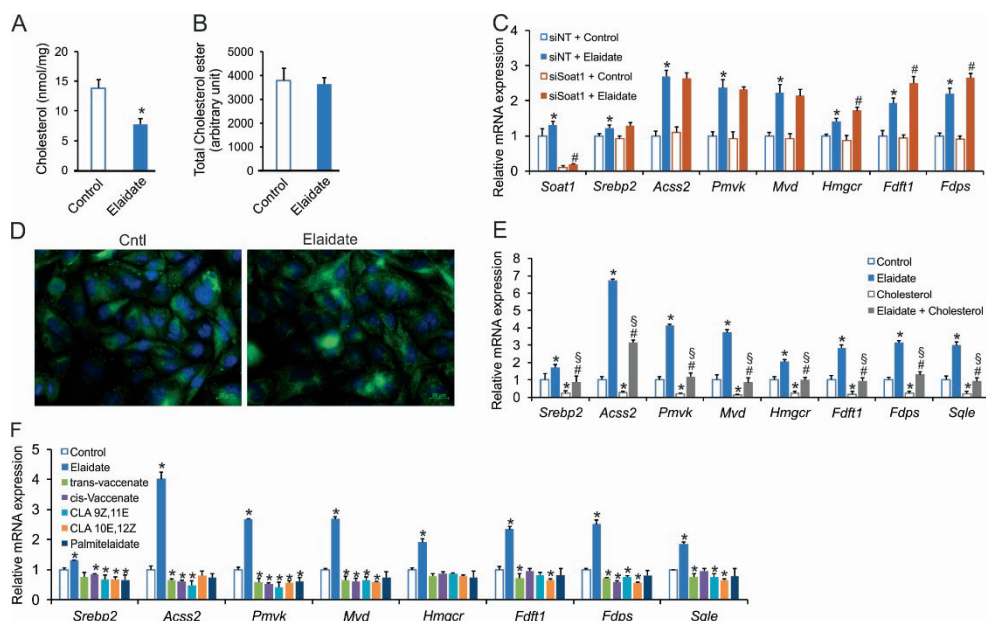 A
B
C
Cholesterol (nmol/mg)
20
15
10
5
0
*
Control
Elaidate
Total Cholesterol ester
(arbitrary unit)
5000
4000
3000
2000
1000
0
Control
Elaidate
Relative mRNA expression
4
3
2
1
0
siNT + Control
siNT + Elaidate
siSoat1 + Control
siSoat1 + Elaidate
* # * * * * * # * # * #
Soat1 Srebp2 Acss2 Pmvk Mvd Hmgcr Fdft1 Fdps
D
Cntl
Elaidate
E
Relative mRNA expression
8
7
6
5
4
3
2
1
0
Control
Elaidate
Cholesterol
Elaidate + Cholesterol
* * § # * * § # * * § # * * § # * * § # * * § # * * § # * * § #
Srebp2 Acss2 Pmvk Mvd Hmgcr Fdft1 Fdps Sqle
F
Relative mRNA expression
5
4
3
2
1
0
Control
Elaidate
trans-vaccenate
cis-Vaccenate
CLA 9Z,11E
CLA 10E,12Z
Palmitelaidate
Srebp2 Acss2 Pmvk Mvd Hmgcr Fdft1 Fdps Sqle